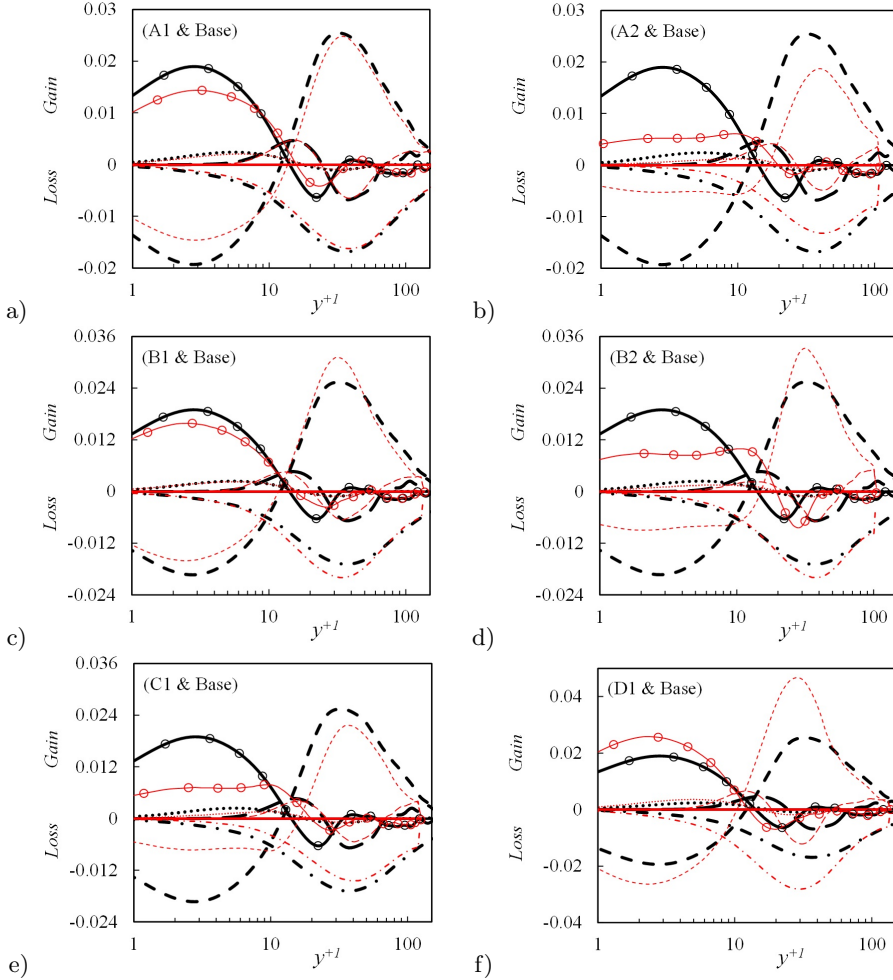 (A1 & Base)
0.03
0.02
0.01
0
-0.01
-0.02
Gain
Loss
1
10
100
y+1
a)
(A2 & Base)
0.03
0.02
0.01
0
-0.01
-0.02
Gain
Loss
1
10
100
y+1
b)
(B1 & Base)
0.036
0.024
0.012
0
-0.012
-0.024
Gain
Loss
1
10
100
y+1
c)
(B2 & Base)
0.036
0.024
0.012
0
-0.012
-0.024
Gain
Loss
1
10
100
y+1
d)
(C1 & Base)
0.036
0.024
0.012
0
-0.012
-0.024
Gain
Loss
1
10
100
y+1
e)
(D1 & Base)
0.04
0.02
0
-0.02
-0.04
Gain
Loss
1
10
100
y+1
f)